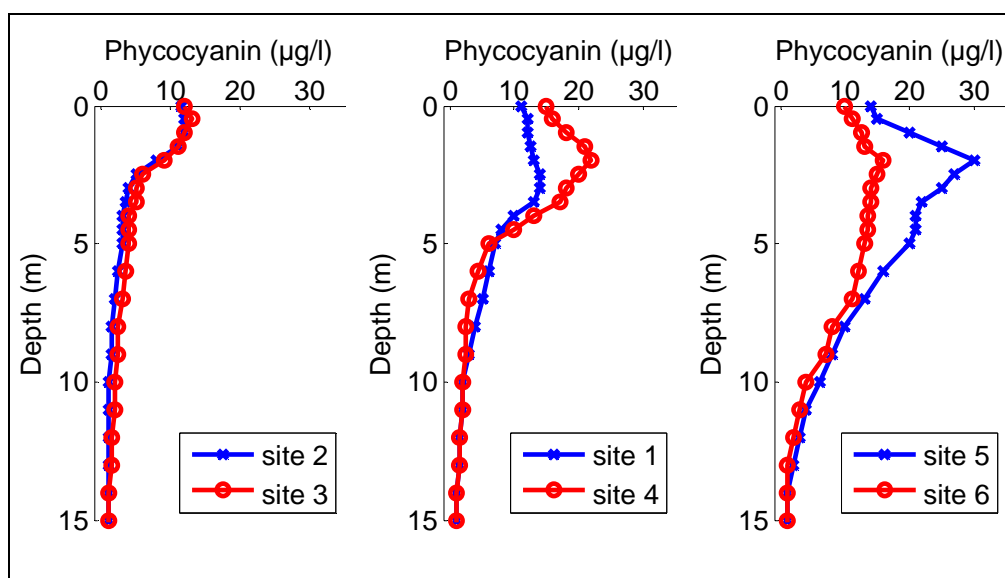 Phycocyanin (µg/l)
0 10 20 30
0
5
10
15
Depth (m)
site 2
site 3
Phycocyanin (µg/l)
0 10 20 30
0
5
10
15
Depth (m)
site 1
site 4
Phycocyanin (µg/l)
0 10 20 30
0
5
10
15
Depth (m)
site 5
site 6